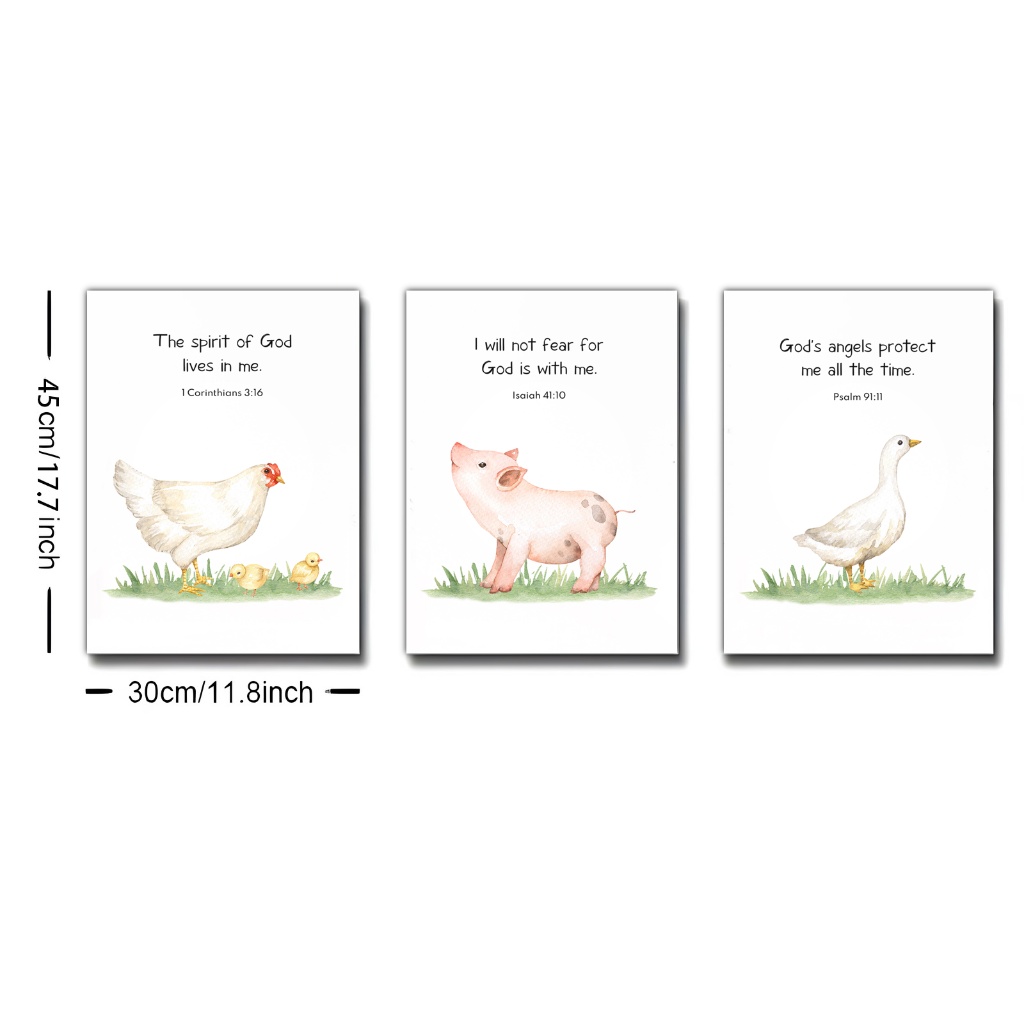 The spirit of God
lives in me.
1 Corinthians 3:16
I will not fear for
God is with me.
Isaiah 41:10
God's angels protect
me all the time.
Psalm 91:11
45cm/17.7inch
30cm/11.8inch